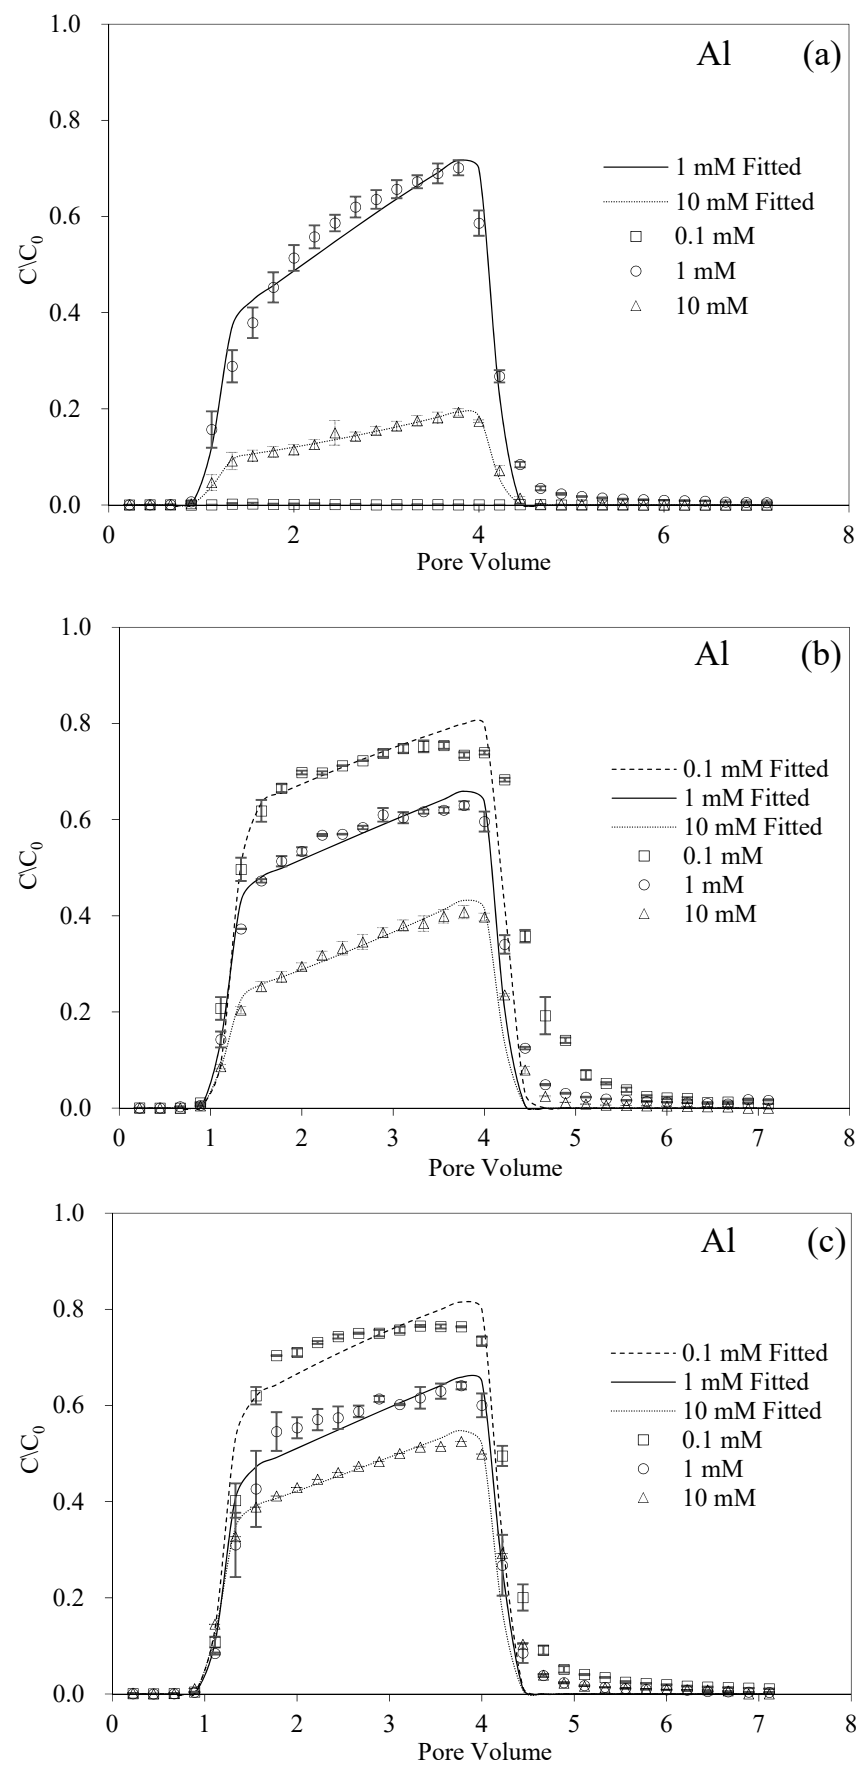 1.0
Al (a)
0.8
1 mM Fitted
10 mM Fitted
0.6
0.1 mM
C\C0
1 mM
0.4
10 mM
0.2
0.0
0 2 4 6 8
Pore Volume
1.0
Al (b)
0.8
0.1 mM Fitted
1 mM Fitted
10 mM Fitted
0.6
0.1 mM
C\C0
1 mM
10 mM
0.4
0.2
0.0
0 1 2 3 4 5 6 7 8
Pore Volume
1.0
Al (c)
0.8
0.1 mM Fitted
1 mM Fitted
10 mM Fitted
0.6
0.1 mM
C\C0
1 mM
10 mM
0.4
0.2
0.0
0 1 2 3 4 5 6 7 8
Pore Volume